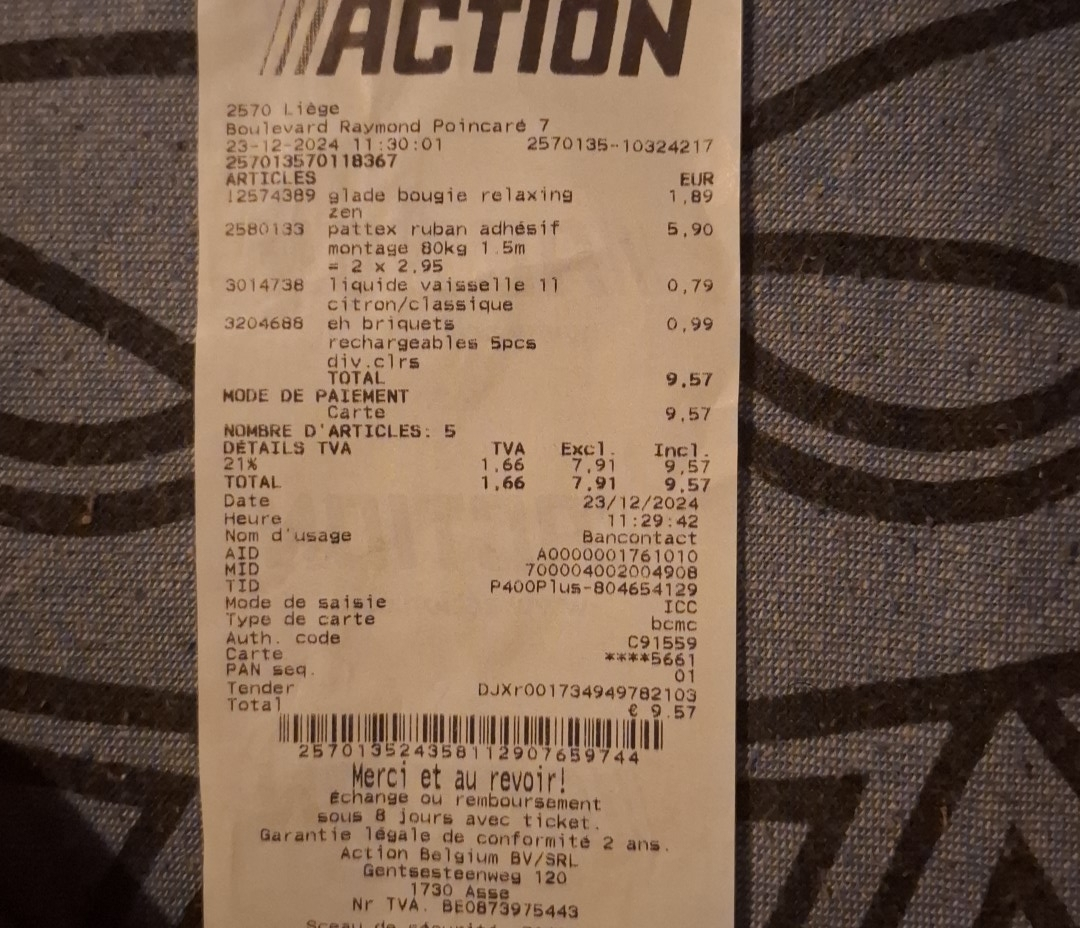 ACTION
2570 Liège
Boulevard Raymond Poincaré 7
23-12-2024 11:30:01 2570135-10324217
257013570118367
ARTICLES EUR
12574389 glade bougie relaxing 1,89
zen
2580133 pattex ruban adhésif 5,90
montage 80kg 1.5m
= 2 x 2,95
3014738 liquide vaisselle 1l 0,79
citron/classique
3204688 eh briquets 0,99
rechargeables 5pcs
div.clrs
TOTAL 9,57
MODE DE PAIEMENT
Carte 9,57
NOMBRE D'ARTICLES: 5
DÉTAILS TVA TVA Excl. Incl.
21% 1,66 7,91 9,57
TOTAL 1,66 7,91 9,57
Date 23/12/2024
Heure 11:29:42
Nom d'usage Bancontact
AID A0000001761010
MID 700004002004908
TID P400Plus-804654129
Mode de saisie ICC
Type de carte bcmc
Auth. code C91559
Carte ****5661
PAN seq. 01
Tender DJXr001734949782103
Total € 9,57
257013524358112907659744
Merci et au revoir!
Échange ou remboursement
sous 8 jours avec ticket.
Garantie légale de conformité 2 ans.
Action Belgium BV/SRL
Gentsesteenweg 120
1730 Asse
Nr TVA. BE0873975443
Sceau de sécurité